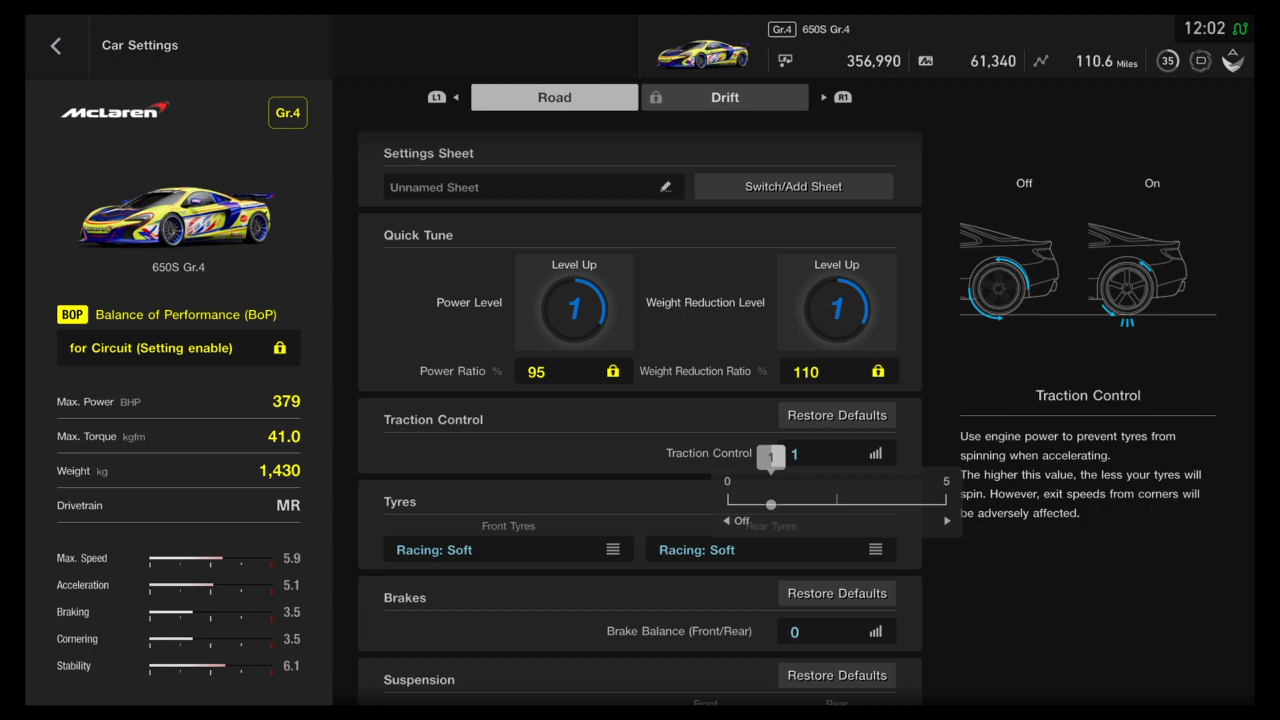 Car Settings
Gr.4 650S Gr.4
12:02
356,990
61,340
110.6 Miles
35
McLaren
Gr.4
650S Gr.4
BOP Balance of Performance (BoP)
for Circuit (Setting enable)
Max. Power BHP 379
Max. Torque kgfm 41.0
Weight kg 1,430
Drivetrain MR
Max. Speed 5.9
Acceleration 5.1
Braking 3.5
Cornering 3.5
Stability 6.1
L1 Road Drift R1
Settings Sheet
Unnamed Sheet Switch/Add Sheet
Quick Tune
Level Up Level Up
Power Level 1 Weight Reduction Level 1
Power Ratio % 95 Weight Reduction Ratio % 110
Traction Control Restore Defaults
Traction Control 1 1
0 5
Off
Tyres
Front Tyres Rear Tyres
Racing: Soft Racing: Soft
Brakes Restore Defaults
Brake Balance (Front/Rear) 0
Suspension Restore Defaults
Front Rear
Off On
Traction Control
Use engine power to prevent tyres from
spinning when accelerating.
The higher this value, the less your tyres will
spin. However, exit speeds from corners will
be adversely affected.